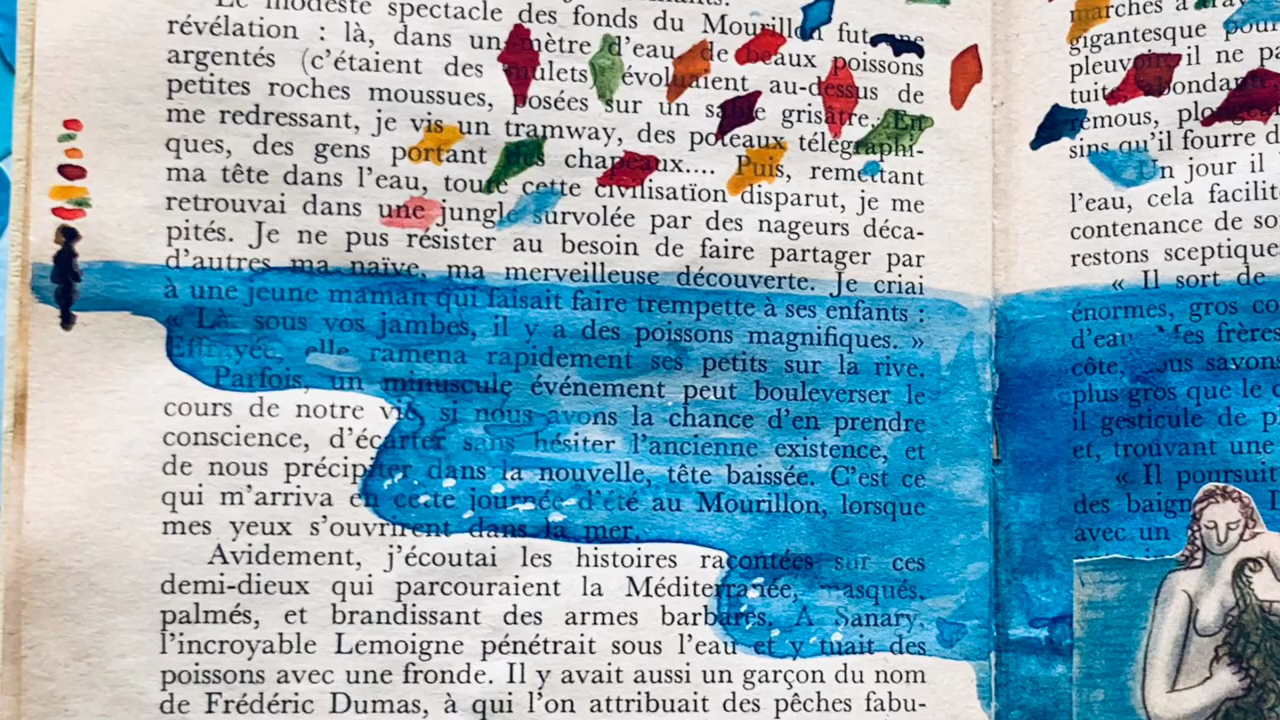 Le modeste spectacle des fonds du Mourillon fut une
révélation : là, dans un mètre d'eau de beaux poissons
argentés (c'étaient des mulets) évoluaient au-dessus de
petites roches moussues, posées sur un sable grisâtre. En
me redressant, je vis un tramway, des poteaux télégraphi-
ques, des gens portant des chapeaux.... Puis, remettant
ma tête dans l'eau, toute cette civilisatïon disparut, je me
retrouvai dans une jungle survolée par des nageurs déca-
pités. Je ne pus résister au besoin de faire partager par
d'autres ma naïve, ma merveilleuse découverte. Je criai
à une jeune maman qui faisait faire trempette à ses enfants :
« Là, sous vos jambes, il y a des poissons magnifiques. »
Effrayée, elle ramena rapidement ses petits sur la rive.
Parfois, un minuscule événement peut bouleverser le
cours de notre vie, si nous avons la chance d'en prendre
conscience, d'écarter sans hésiter l'ancienne existence, et
de nous précipiter dans la nouvelle, tête baissée. C'est ce
qui m'arriva en cette journée d'été au Mourillon, lorsque
mes yeux s'ouvrirent dans la mer.
Avidement, j'écoutai les histoires racontées sur ces
demi-dieux qui parcouraient la Méditerranée, masqués,
palmés, et brandissant des armes barbares. A Sanary,
l'incroyable Lemoigne pénétrait sous l'eau et y tuait des
poissons avec une fronde. Il y avait aussi un garçon du nom
de Frédéric Dumas, à qui l'on attribuait des pêches fabu-
marches à
gigantesque pour
il ne
remous,
sins qu'il fourre
Un jour il
l'eau, cela
contenance de
restons
« Il sort de
énormes, gros
frères
côte, savons
plus gros que le
il gesticule de
et, trouvant une
« Il poursuit
des
avec un